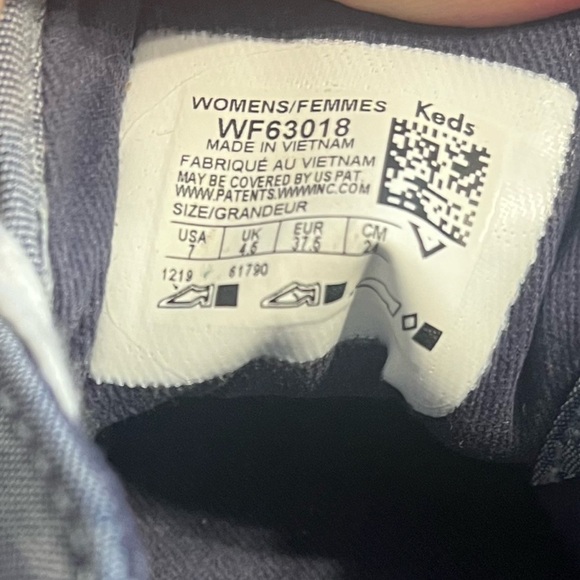 WOMENS/FEMMES
Keds
WF63018
MADE IN VIETNAM
FABRIQUÉ AU VIETNAM
MAY BE COVERED BY US PAT.
WWW.PATENTS.WWWINC.COM
SIZE/GRANDEUR
USA UK EUR CM
7 4.5 37.5
1219 61790